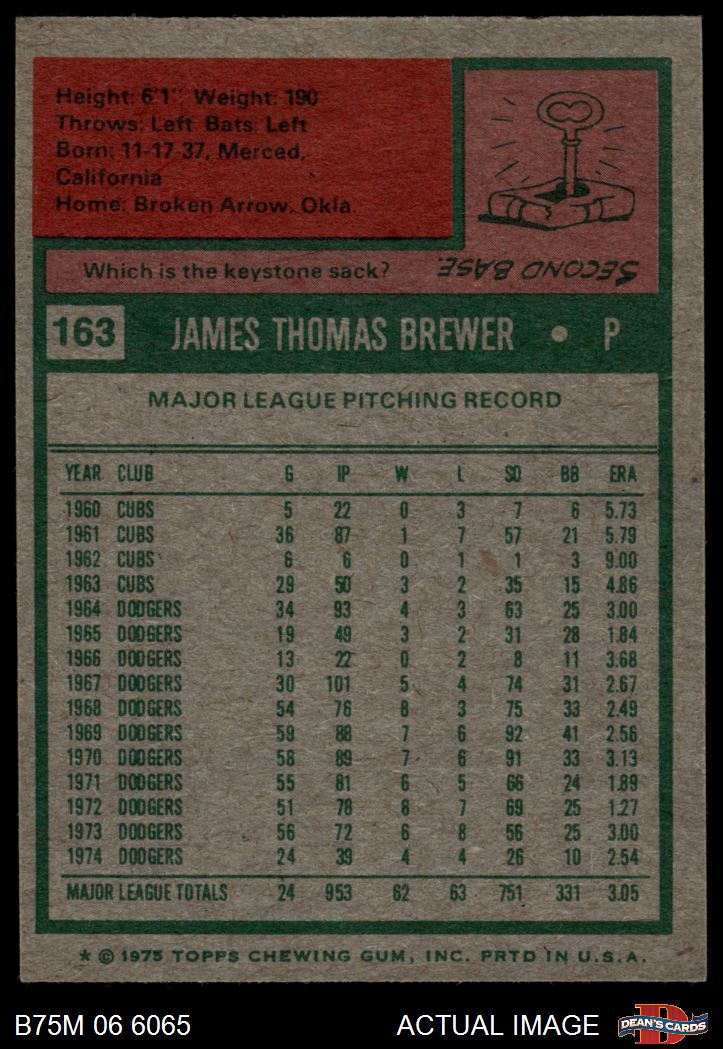 Height: 6'1" Weight: 190
Throws: Left Bats: Left
Born: 11-17-37, Merced,
California
Home: Broken Arrow, Okla.
Which is the keystone sack? SECOND BASE.
163 JAMES THOMAS BREWER • P
MAJOR LEAGUE PITCHING RECORD
YEAR CLUB G IP W L SO BB ERA
1960 CUBS 5 22 0 3 7 6 5.73
1961 CUBS 36 87 1 7 57 21 5.79
1962 CUBS 6 6 0 1 1 3 9.00
1963 CUBS 29 50 3 2 35 15 4.86
1964 DODGERS 34 93 4 3 63 25 3.00
1965 DODGERS 19 49 3 2 31 28 1.84
1966 DODGERS 13 22 0 2 8 11 3.68
1967 DODGERS 30 101 5 4 74 31 2.67
1968 DODGERS 54 76 8 3 75 33 2.49
1969 DODGERS 59 88 7 6 92 41 2.56
1970 DODGERS 58 89 7 6 91 33 3.13
1971 DODGERS 55 81 6 5 66 24 1.89
1972 DODGERS 51 78 8 7 69 25 1.27
1973 DODGERS 56 72 6 8 56 25 3.00
1974 DODGERS 24 39 4 4 26 10 2.54
MAJOR LEAGUE TOTALS 24 953 62 63 751 331 3.05
* © 1975 TOPPS CHEWING GUM, INC. PRTD IN U.S.A.
B75M 06 6065 ACTUAL IMAGE D DEAN'S CARDS